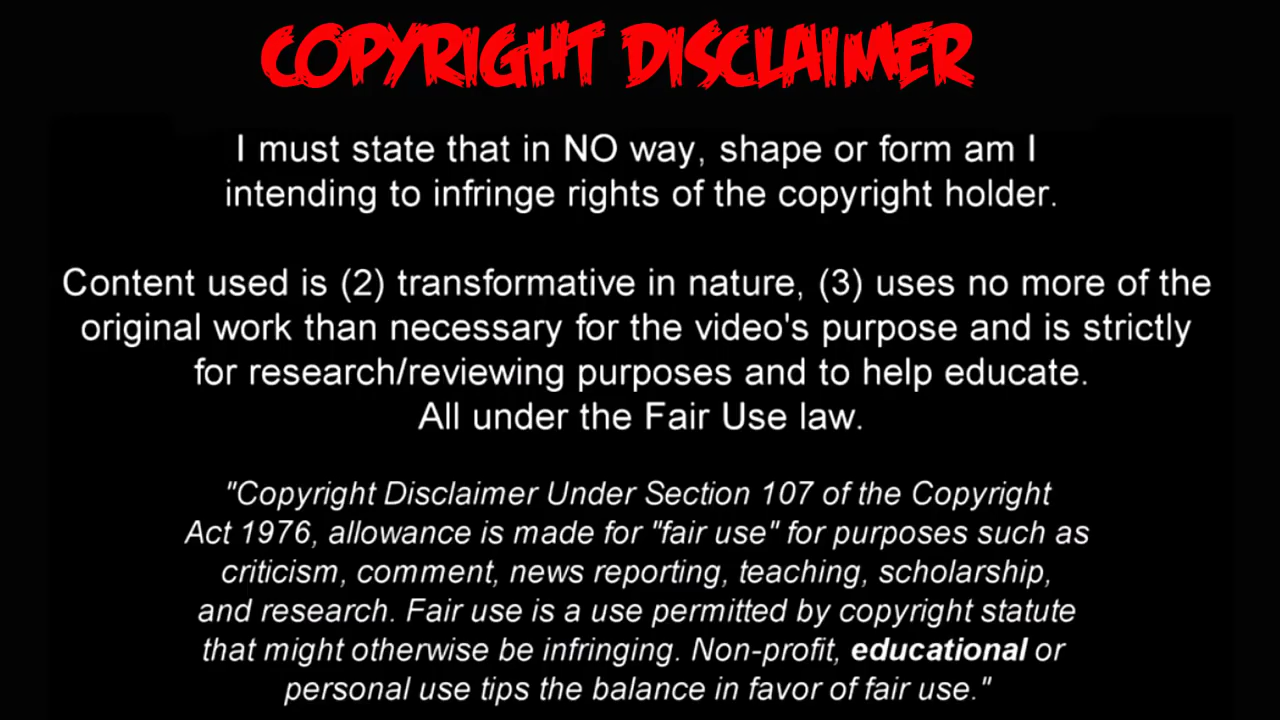 COPYRIGHT DISCLAIMER
I must state that in NO way, shape or form am I
intending to infringe rights of the copyright holder.
Content used is (2) transformative in nature, (3) uses no more of the
original work than necessary for the video's purpose and is strictly
for research/reviewing purposes and to help educate.
All under the Fair Use law.
"Copyright Disclaimer Under Section 107 of the Copyright
Act 1976, allowance is made for "fair use" for purposes such as
criticism, comment, news reporting, teaching, scholarship,
and research. Fair use is a use permitted by copyright statute
that might otherwise be infringing. Non-profit, educational or
personal use tips the balance in favor of fair use."